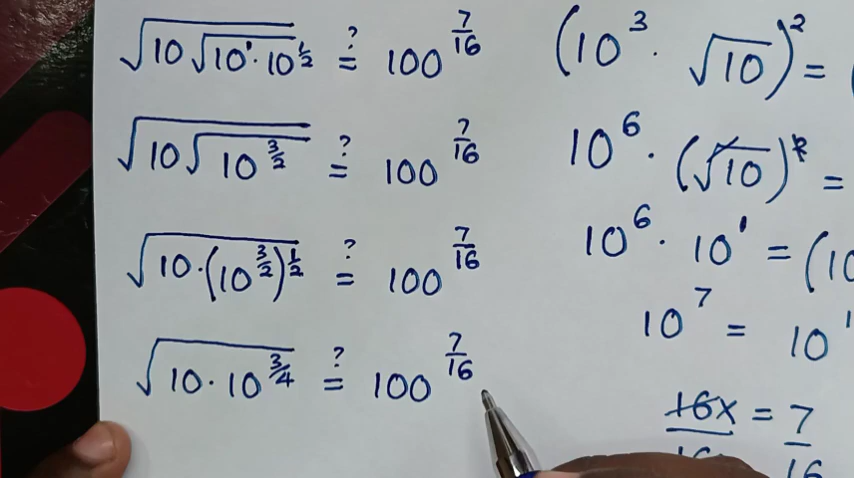 √(10√(10¹·10^(1/2))) ≟ 100^(7/16)
√(10√(10^(3/2))) ≟ 100^(7/16)
√(10·(10^(3/2))^(1/2)) ≟ 100^(7/16)
√(10·10^(3/4)) ≟ 100^(7/16)
(10³·√10)² = (
10⁶·(√10)² =
10⁶·10¹ = (10
10⁷ = 10¹
16x = 7
16 16